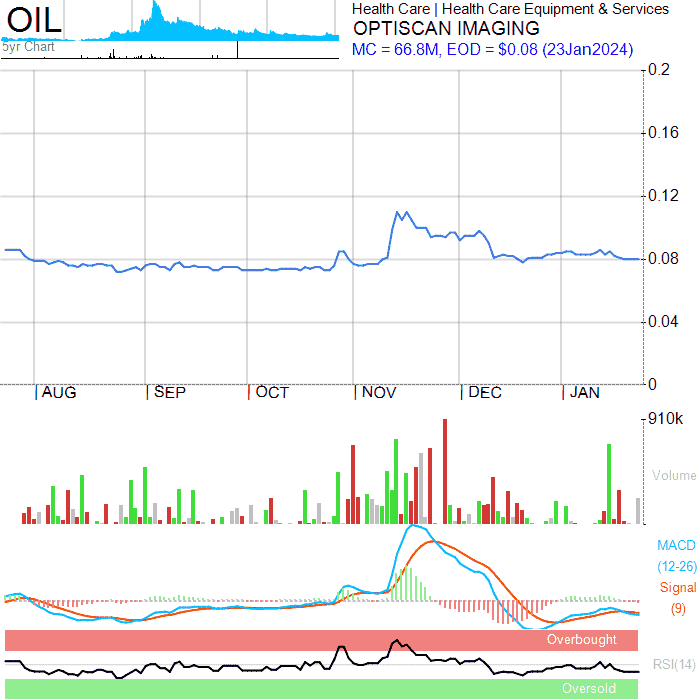 OIL
5yr Chart
Health Care | Health Care Equipment & Services
OPTISCAN IMAGING
MC = 66.8M, EOD = $0.08 (23Jan2024)
0.2
0.16
0.12
0.08
0.04
0
AUG SEP OCT NOV DEC JAN
910k
Volume
MACD
(12-26)
Signal
(9)
Overbought
RSI(14)
Oversold